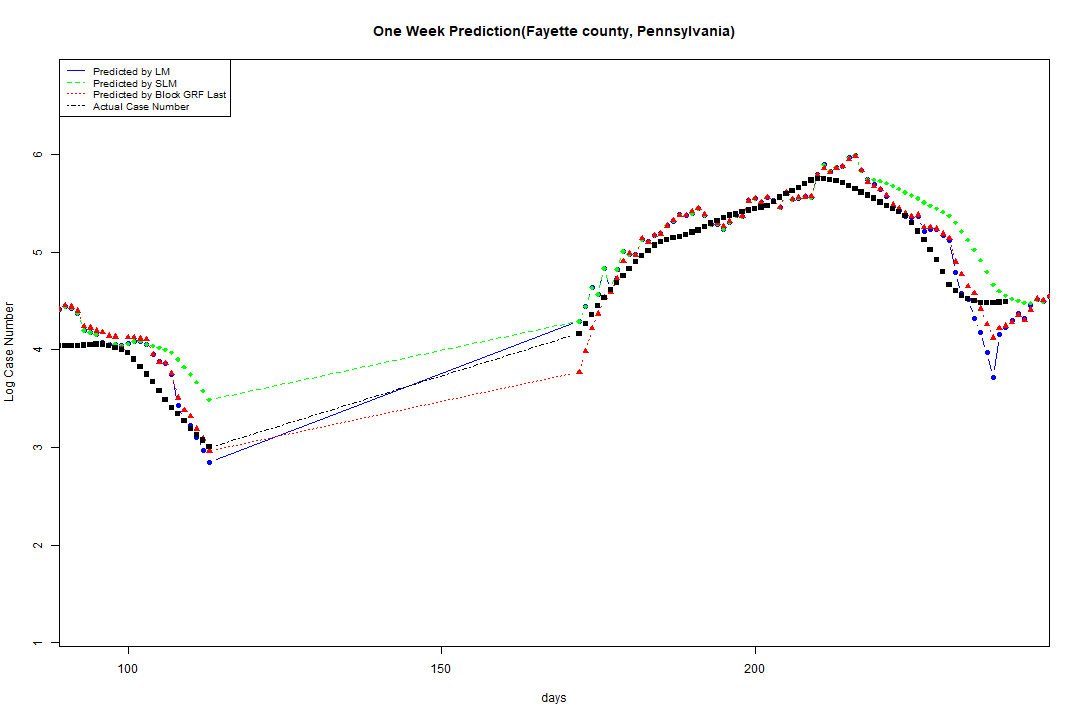 One Week Prediction(Fayette county, Pennsylvania)
Predicted by LM
Predicted by SLM
Predicted by Block GRF Last
Actual Case Number
6
5
4
3
2
1
Log Case Number
100 150 200
days